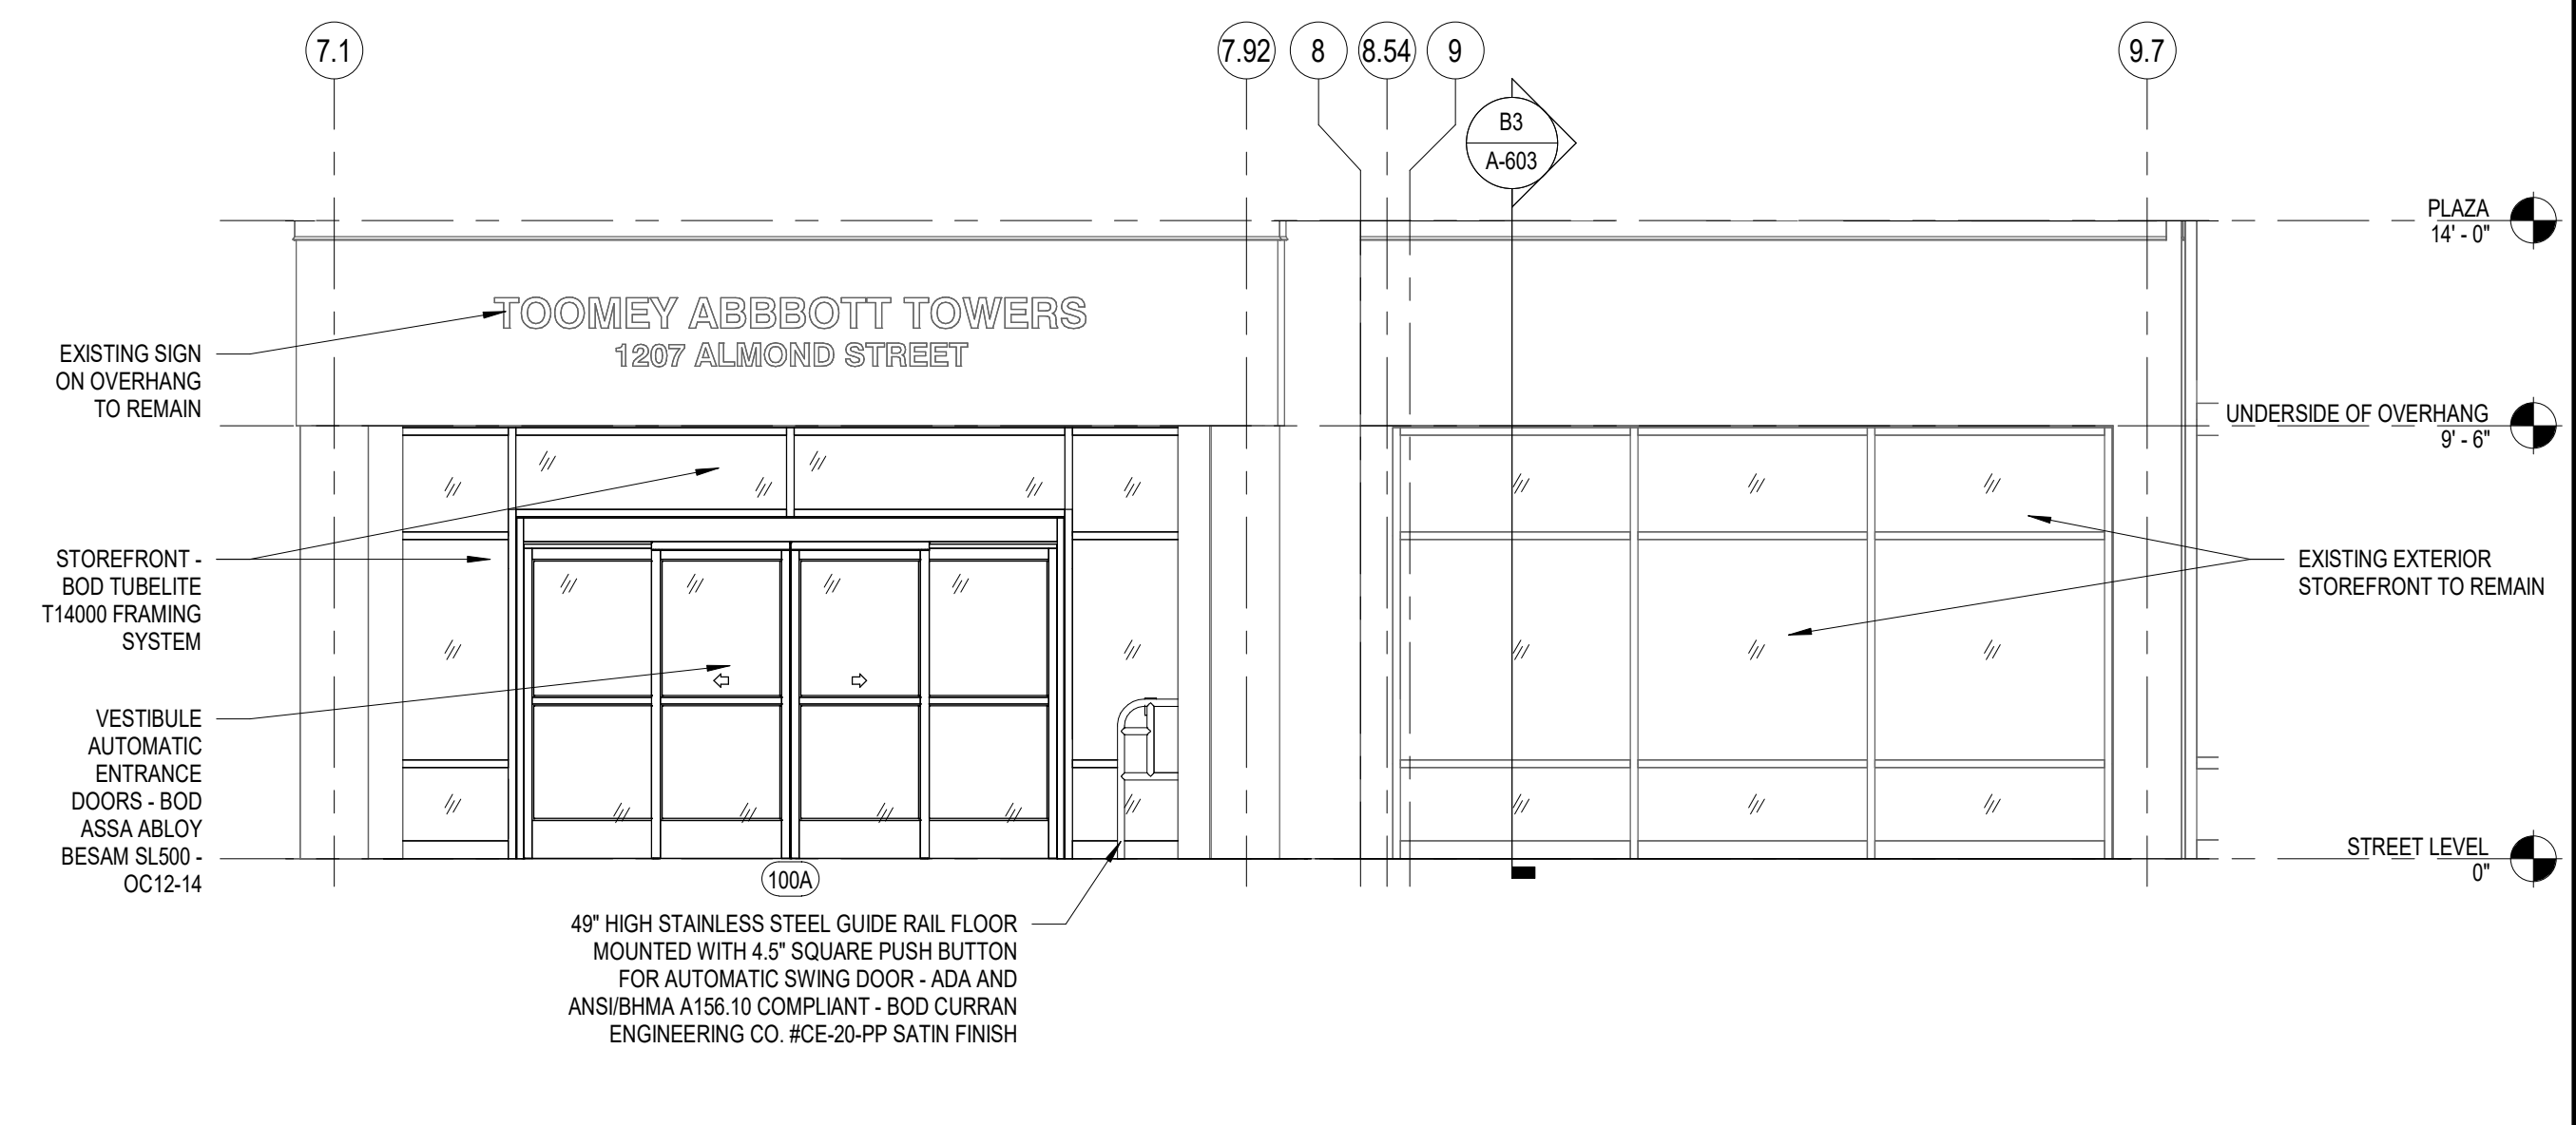 7.1
7.92
8
8.54
9
9.7
B3
A-603
PLAZA
14' - 0"
TOOMEY ABBBOTT TOWERS
1207 ALMOND STREET
EXISTING SIGN
ON OVERHANG
TO REMAIN
UNDERSIDE OF OVERHANG
9' - 6"
STOREFRONT -
BOD TUBELITE
T14000 FRAMING
SYSTEM
EXISTING EXTERIOR
STOREFRONT TO REMAIN
VESTIBULE
AUTOMATIC
ENTRANCE
DOORS - BOD
ASSA ABLOY
BESAM SL500 -
OC12-14
STREET LEVEL
0"
100A
49" HIGH STAINLESS STEEL GUIDE RAIL FLOOR
MOUNTED WITH 4.5" SQUARE PUSH BUTTON
FOR AUTOMATIC SWING DOOR - ADA AND
ANSI/BHMA A156.10 COMPLIANT - BOD CURRAN
ENGINEERING CO. #CE-20-PP SATIN FINISH